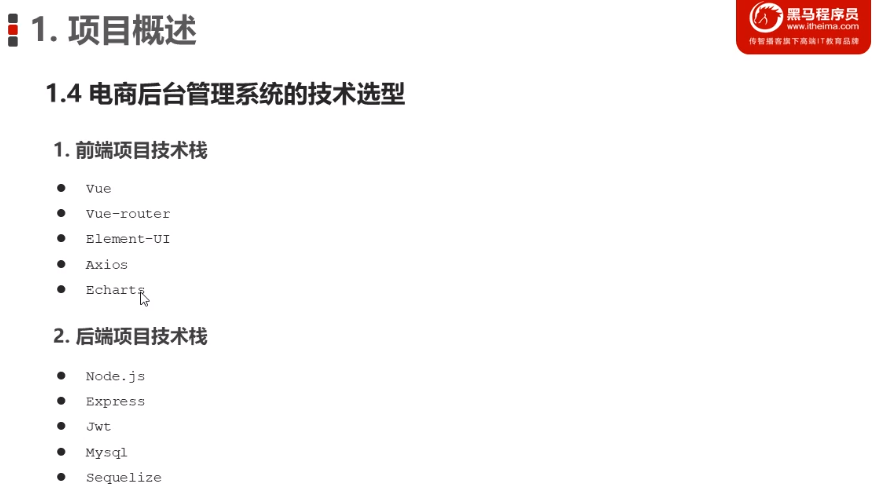 1. 项目概述
黑马程序员
www.itheima.com
传智播客旗下高端IT教育品牌
1.4 电商后台管理系统的技术选型
1. 前端项目技术栈
● Vue
● Vue-router
● Element-UI
● Axios
● Echarts
2. 后端项目技术栈
● Node.js
● Express
● Jwt
● Mysql
● Sequelize